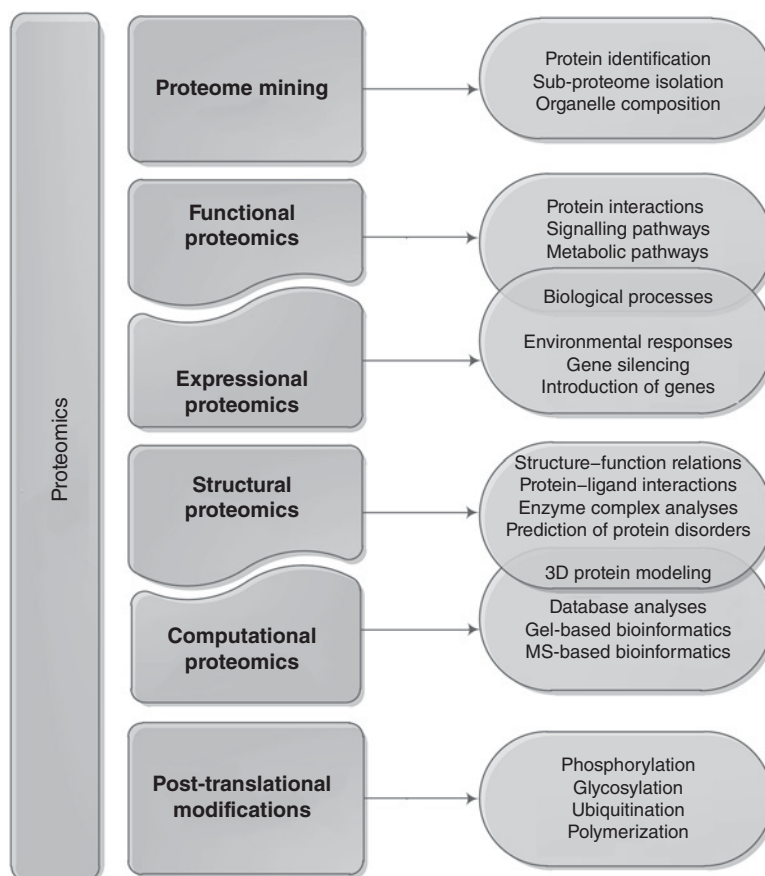 Proteomics
Proteome mining
Protein identification
Sub-proteome isolation
Organelle composition
Functional
proteomics
Protein interactions
Signalling pathways
Metabolic pathways
Biological processes
Expressional
proteomics
Environmental responses
Gene silencing
Introduction of genes
Structural
proteomics
Structure–function relations
Protein–ligand interactions
Enzyme complex analyses
Prediction of protein disorders
3D protein modeling
Computational
proteomics
Database analyses
Gel-based bioinformatics
MS-based bioinformatics
Post-translational
modifications
Phosphorylation
Glycosylation
Ubiquitination
Polymerization